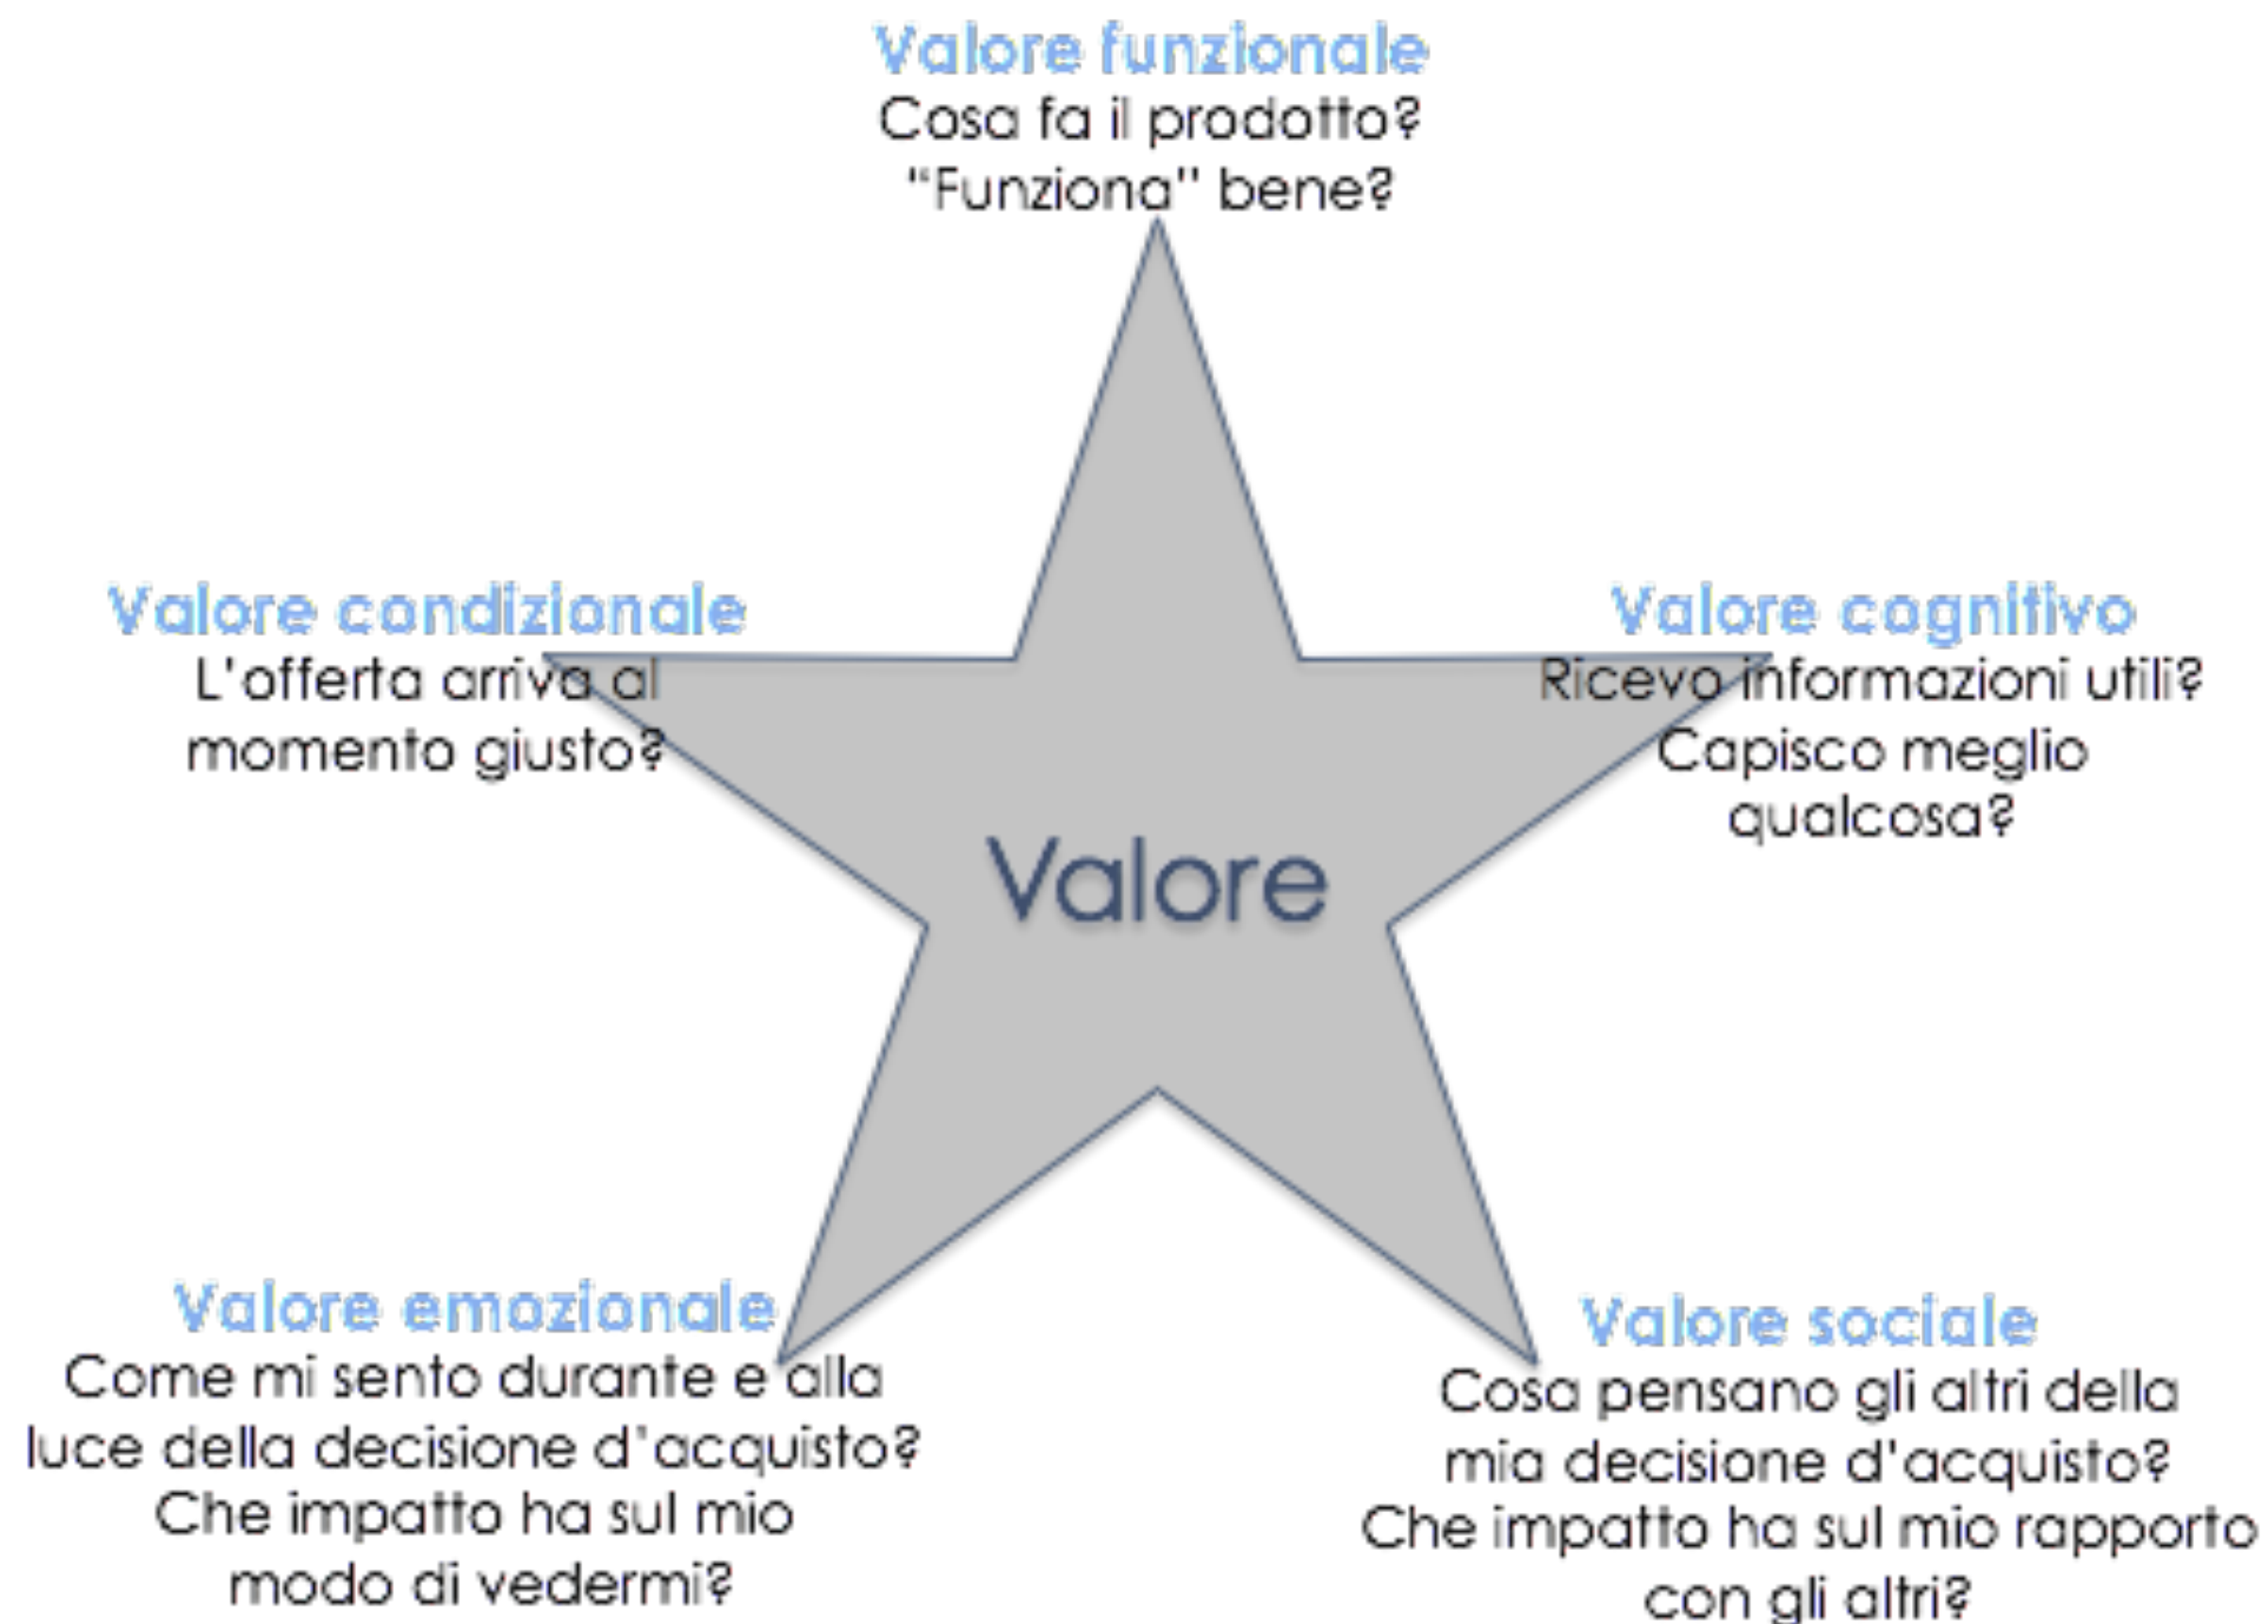 Valore funzionale
Cosa fa il prodotto?
“Funziona” bene?
Valore condizionale
L'offerta arriva al
momento giusto?
Valore cognitivo
Ricevo informazioni utili?
Capisco meglio
qualcosa?
Valore
Valore emozionale
Come mi sento durante e alla
luce della decisione d'acquisto?
Che impatto ha sul mio
modo di vedermi?
Valore sociale
Cosa pensano gli altri della
mia decisione d'acquisto?
Che impatto ha sul mio rapporto
con gli altri?